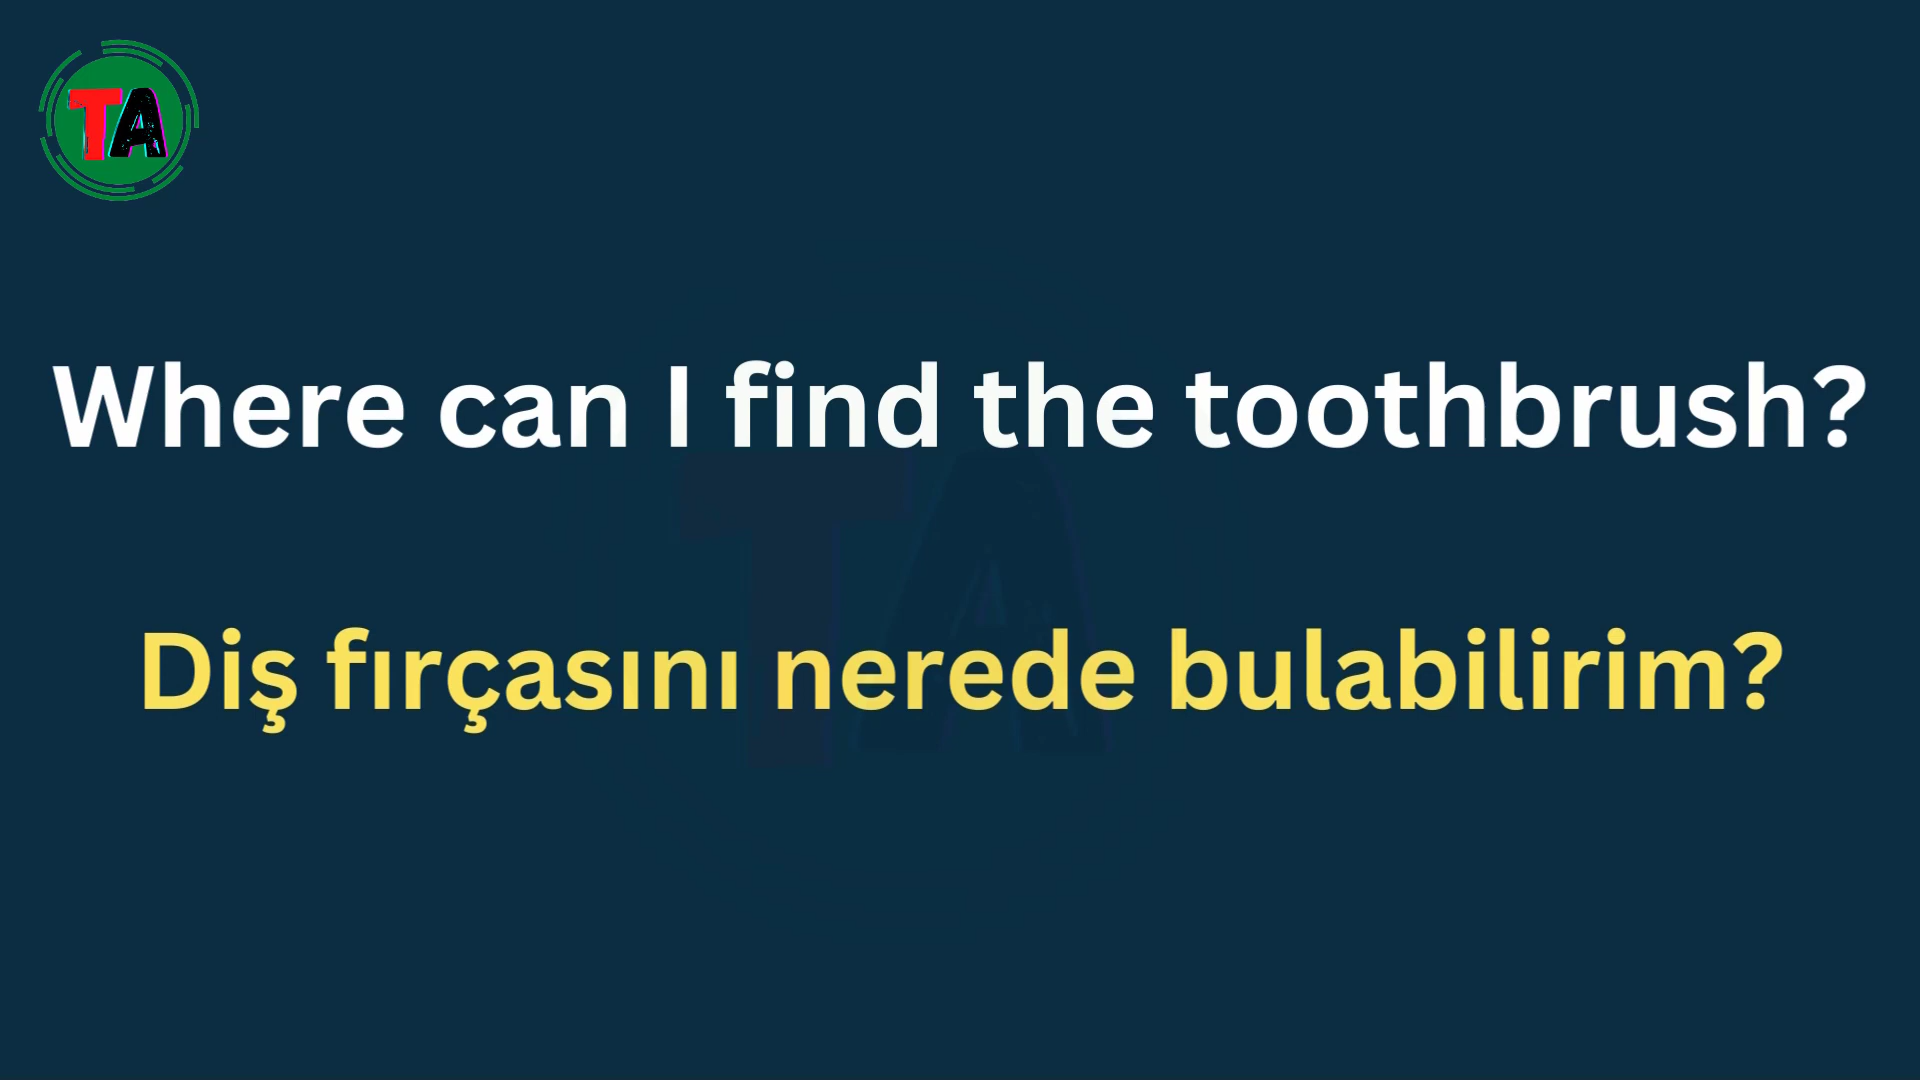 TA
Where can I find the toothbrush?
Diş fırçasını nerede bulabilirim?